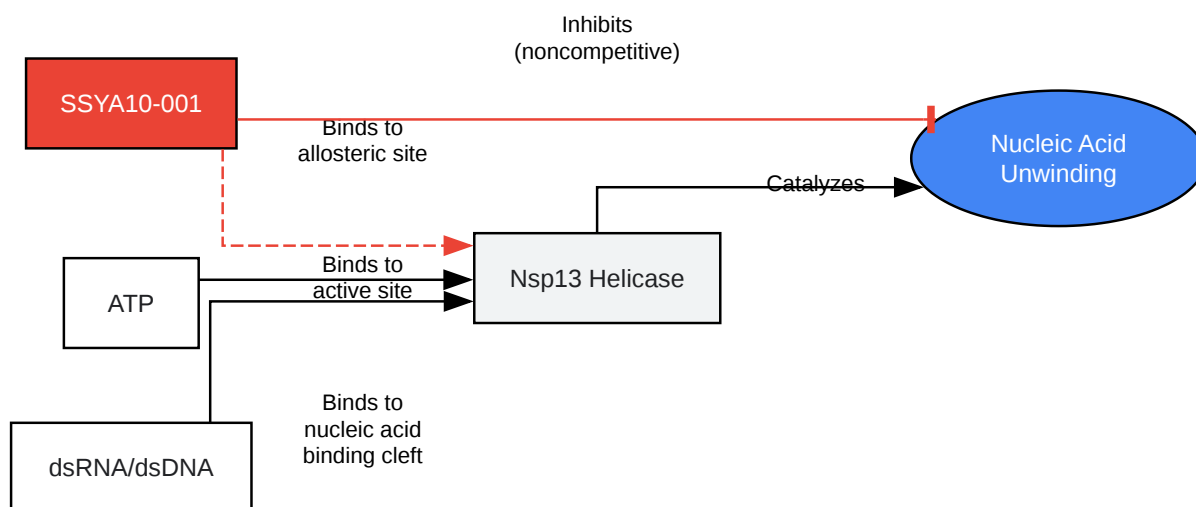 Inhibits
(noncompetitive)
SSYA10-001
Binds to
allosteric site
Nucleic Acid
Unwinding
Catalyzes
Binds to
active site
Nsp13 Helicase
ATP
Binds to
nucleic acid
binding cleft
dsRNA/dsDNA